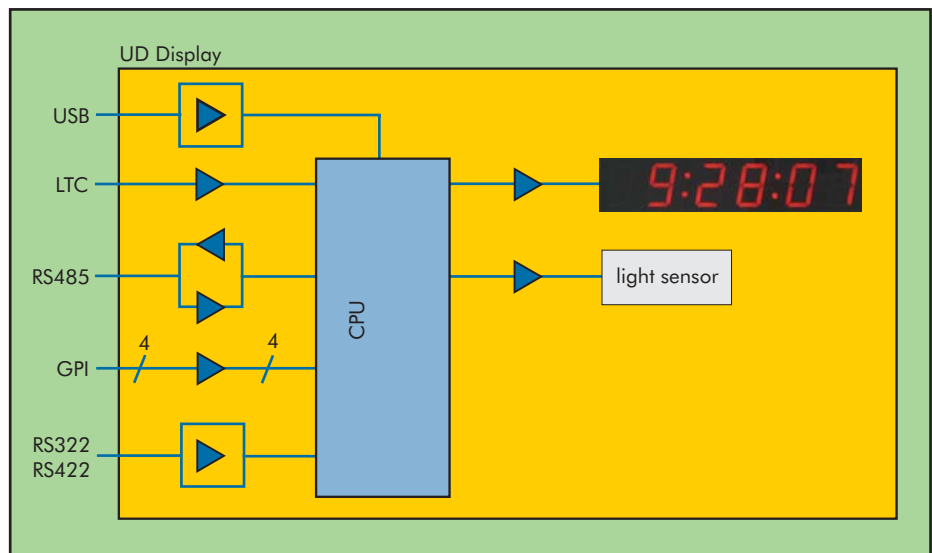 UD Display
USB
LTC
9:28:07
RS485
light sensor
CPU
4
4
GPI
RS322
RS422